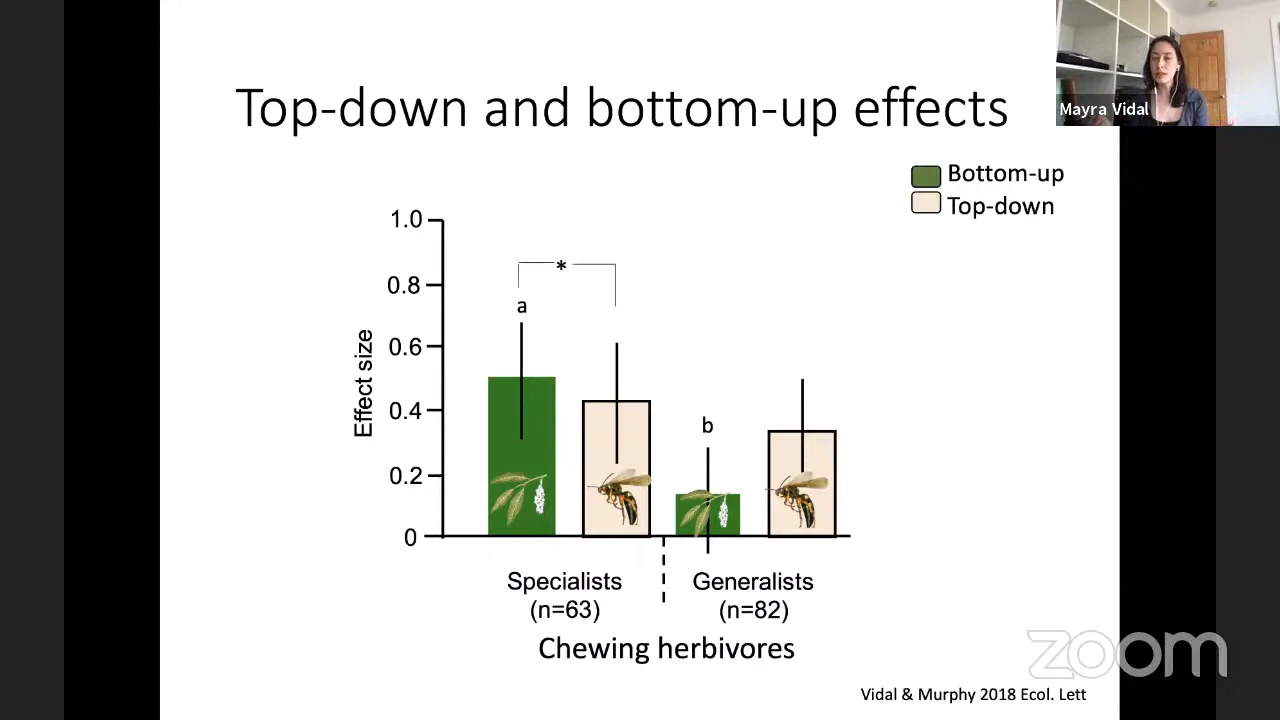 Top-down and bottom-up effects
Mayra Vidal
Bottom-up
Top-down
1.0
0.8
0.6
0.4
0.2
0
Effect size
*
a
b
Specialists
(n=63)
Generalists
(n=82)
Chewing herbivores
zoom
Vidal & Murphy 2018 Ecol. Lett